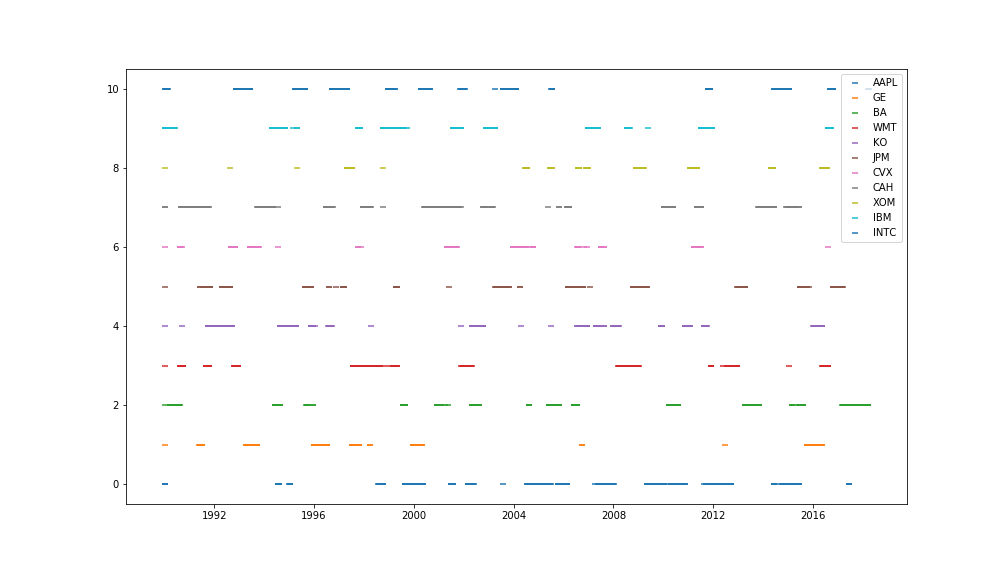 10
8
6
4
2
0
1992 1996 2000 2004 2008 2012 2016
AAPL
GE
BA
WMT
KO
JPM
CVX
CAH
XOM
IBM
INTC